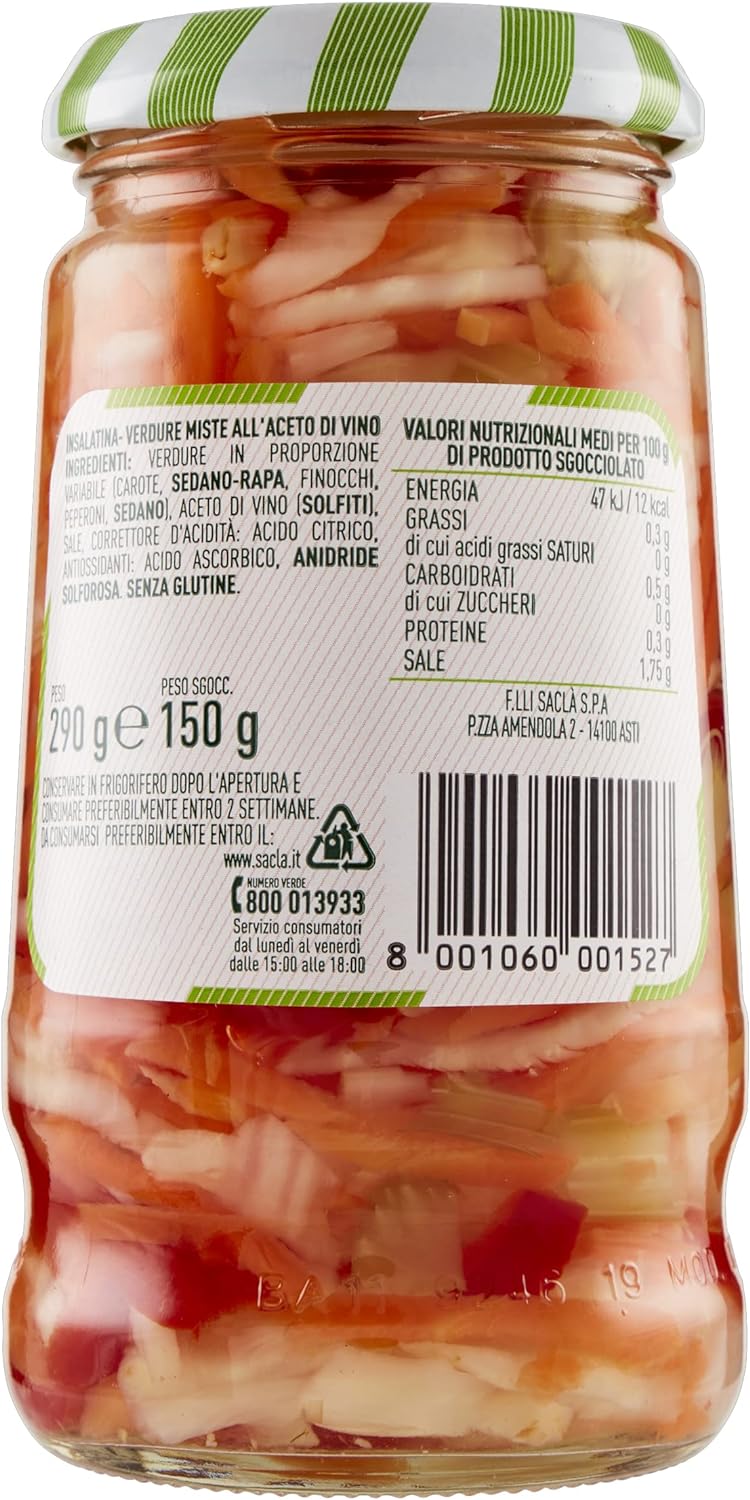 INSALATINA- VERDURE MISTE ALL'ACETO DI VINO
INGREDIENTI: VERDURE IN PROPORZIONE
VARIABILE (CAROTE, SEDANO-RAPA, FINOCCHI,
PEPERONI, SEDANO), ACETO DI VINO (SOLFITI),
SALE, CORRETTORE D'ACIDITÀ: ACIDO CITRICO,
ANTIOSSIDANTI: ACIDO ASCORBICO, ANIDRIDE
SOLFOROSA. SENZA GLUTINE.
PESO PESO SGOCC.
290 g e 150 g
CONSERVARE IN FRIGORIFERO DOPO L'APERTURA E
CONSUMARE PREFERIBILMENTE ENTRO 2 SETTIMANE.
DA CONSUMARSI PREFERIBILMENTE ENTRO IL:
www.sacla.it
NUMERO VERDE
800 013933
Servizio consumatori
dal lunedì al venerdì
dalle 15:00 alle 18:00
VALORI NUTRIZIONALI MEDI PER 100 g
DI PRODOTTO SGOCCIOLATO
ENERGIA 47 kJ / 12 kcal
GRASSI 0,3 g
di cui acidi grassi SATURI 0 g
CARBOIDRATI 0,5 g
di cui ZUCCHERI 0 g
PROTEINE 0,3 g
SALE 1,75 g
F.LLI SACLÀ S.P.A
P.ZZA AMENDOLA 2 - 14100 ASTI
8 001060 001527
19 MOD.